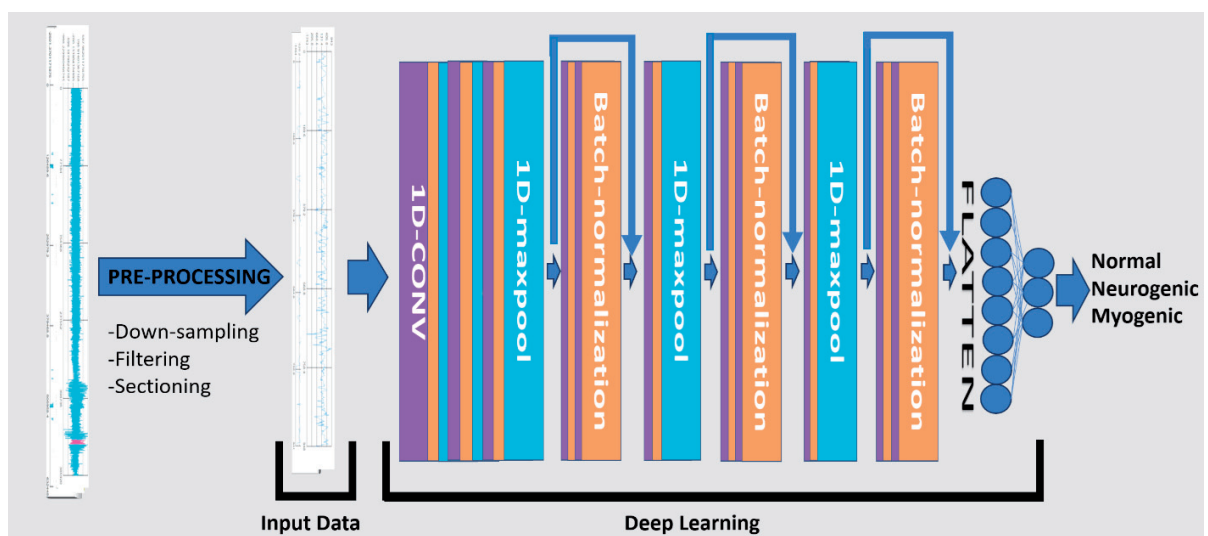 PRE-PROCESSING
-Down-sampling
-Filtering
-Sectioning
Input Data
1D-CONV
1D-maxpool
Batch-normalization
1D-maxpool
Batch-normalization
1D-maxpool
Batch-normalization
FLATTEN
Normal
Neurogenic
Myogenic
Deep Learning